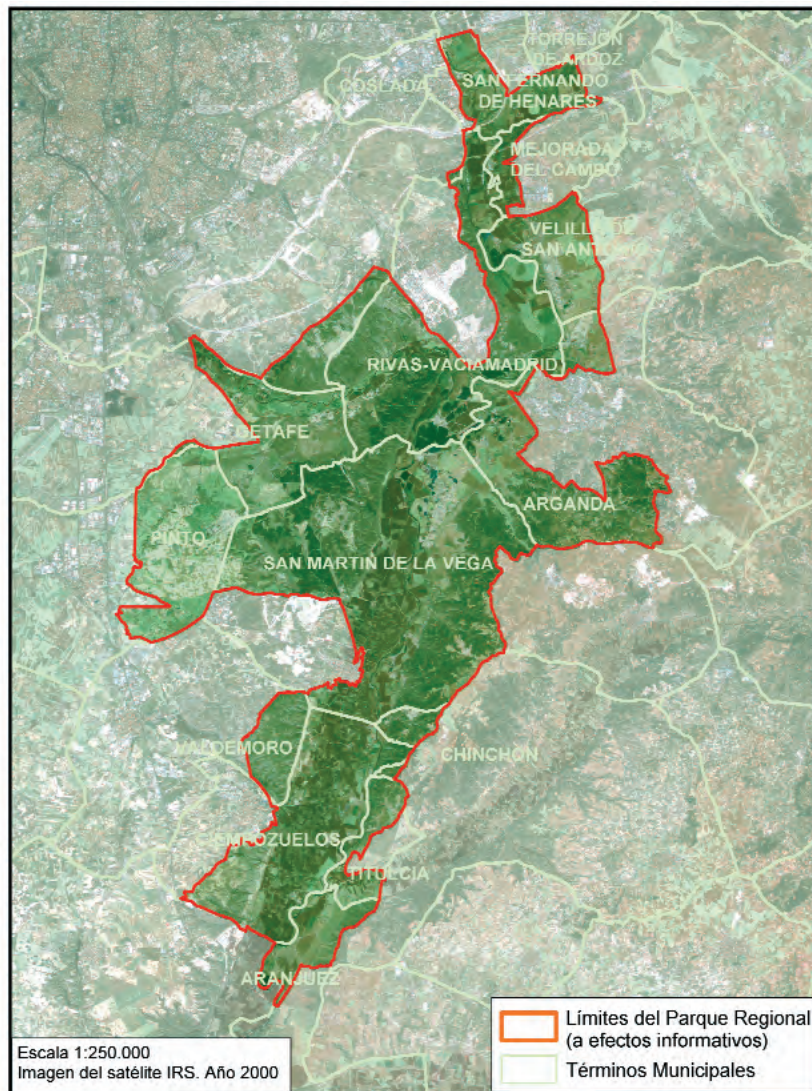 TORREJÓN
DE ARDOZ
COSLADA
SAN FERNANDO
DE HENARES
MEJORADA
DEL CAMPO
VELILLA DE
SAN ANTONIO
RIVAS-VACIAMADRID
GETAFE
ARGANDA
PINTO
SAN MARTIN DE LA VEGA
VALDEMORO
CHINCHON
CIEMPOZUELOS
TITULCIA
ARANJUEZ
Límites del Parque Regional
(a efectos informativos)
Términos Municipales
Escala 1:250.000
Imagen del satélite IRS. Año 2000